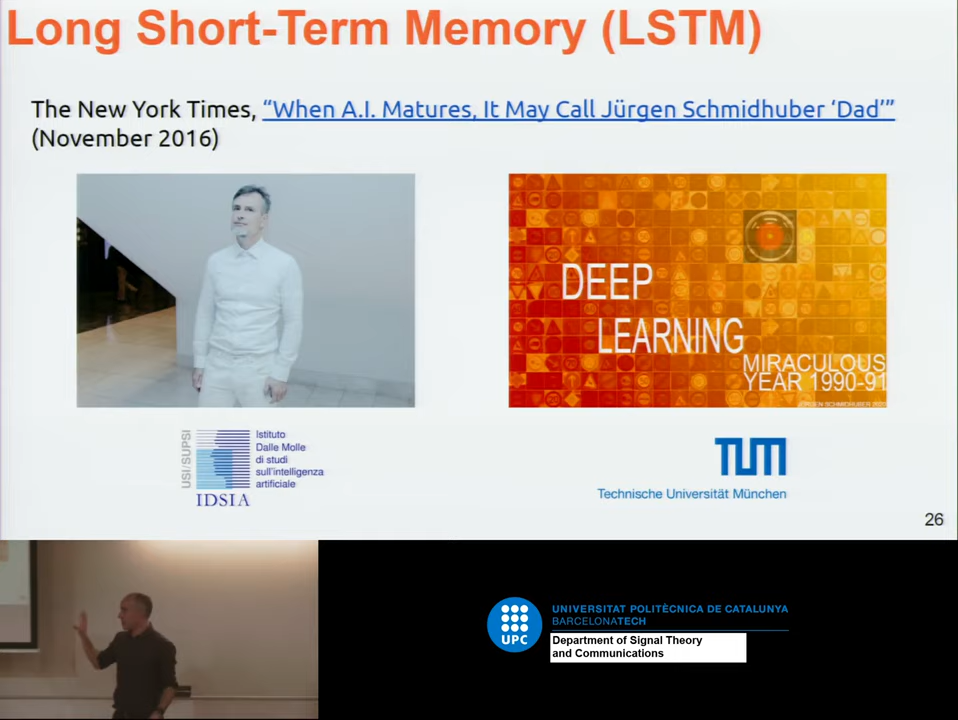 Long Short-Term Memory (LSTM)
The New York Times, “When A.I. Matures, It May Call Jürgen Schmidhuber ‘Dad’”
(November 2016)
DEEP
LEARNING
MIRACULOUS
YEAR 1990-91
JÜRGEN SCHMIDHUBER
USI/SUPSI
Istituto
Dalle Molle
di studi
sull'intelligenza
artificiale
IDSIA
TUM
Technische Universität München
26
UPC
UNIVERSITAT POLITÈCNICA DE CATALUNYA
BARCELONATECH
Department of Signal Theory
and Communications